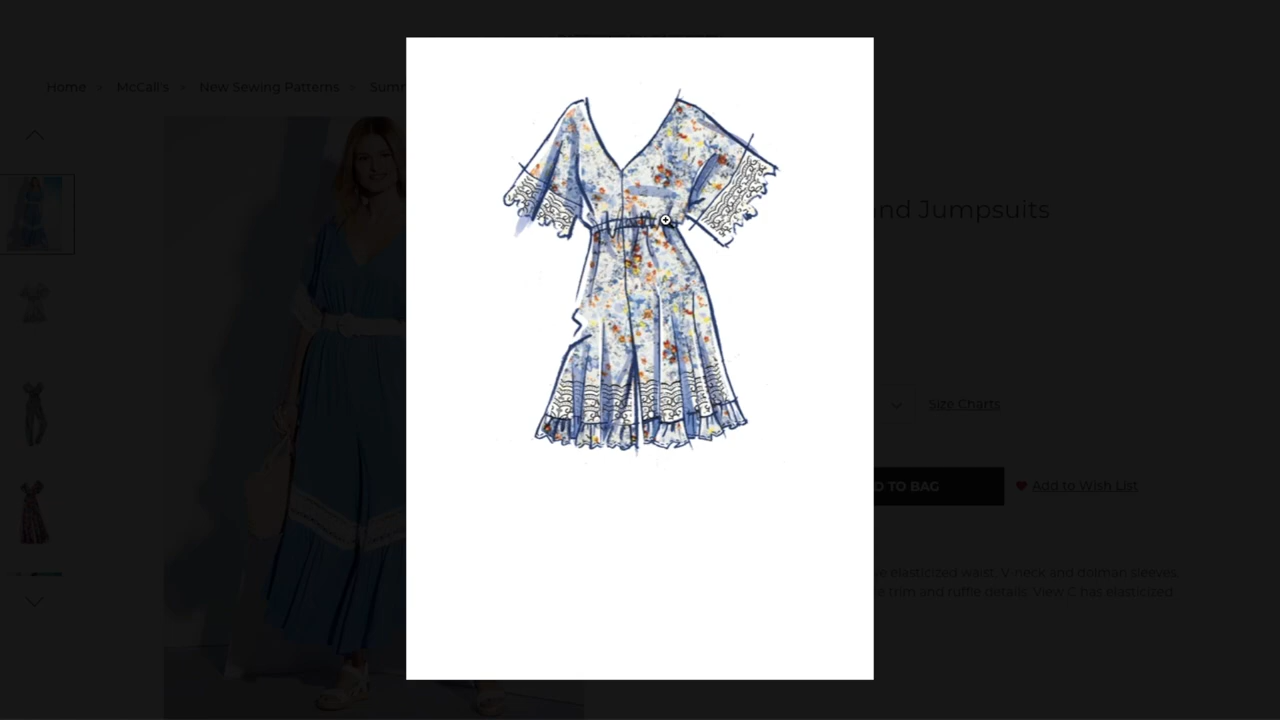 Home McCall's New Sewing Patterns Summ
nd Jumpsuits
Size Charts
TO BAG
Add to Wish List
elasticized waist, V-neck and dolman sleeves,
trim and ruffle details. View C has elasticized